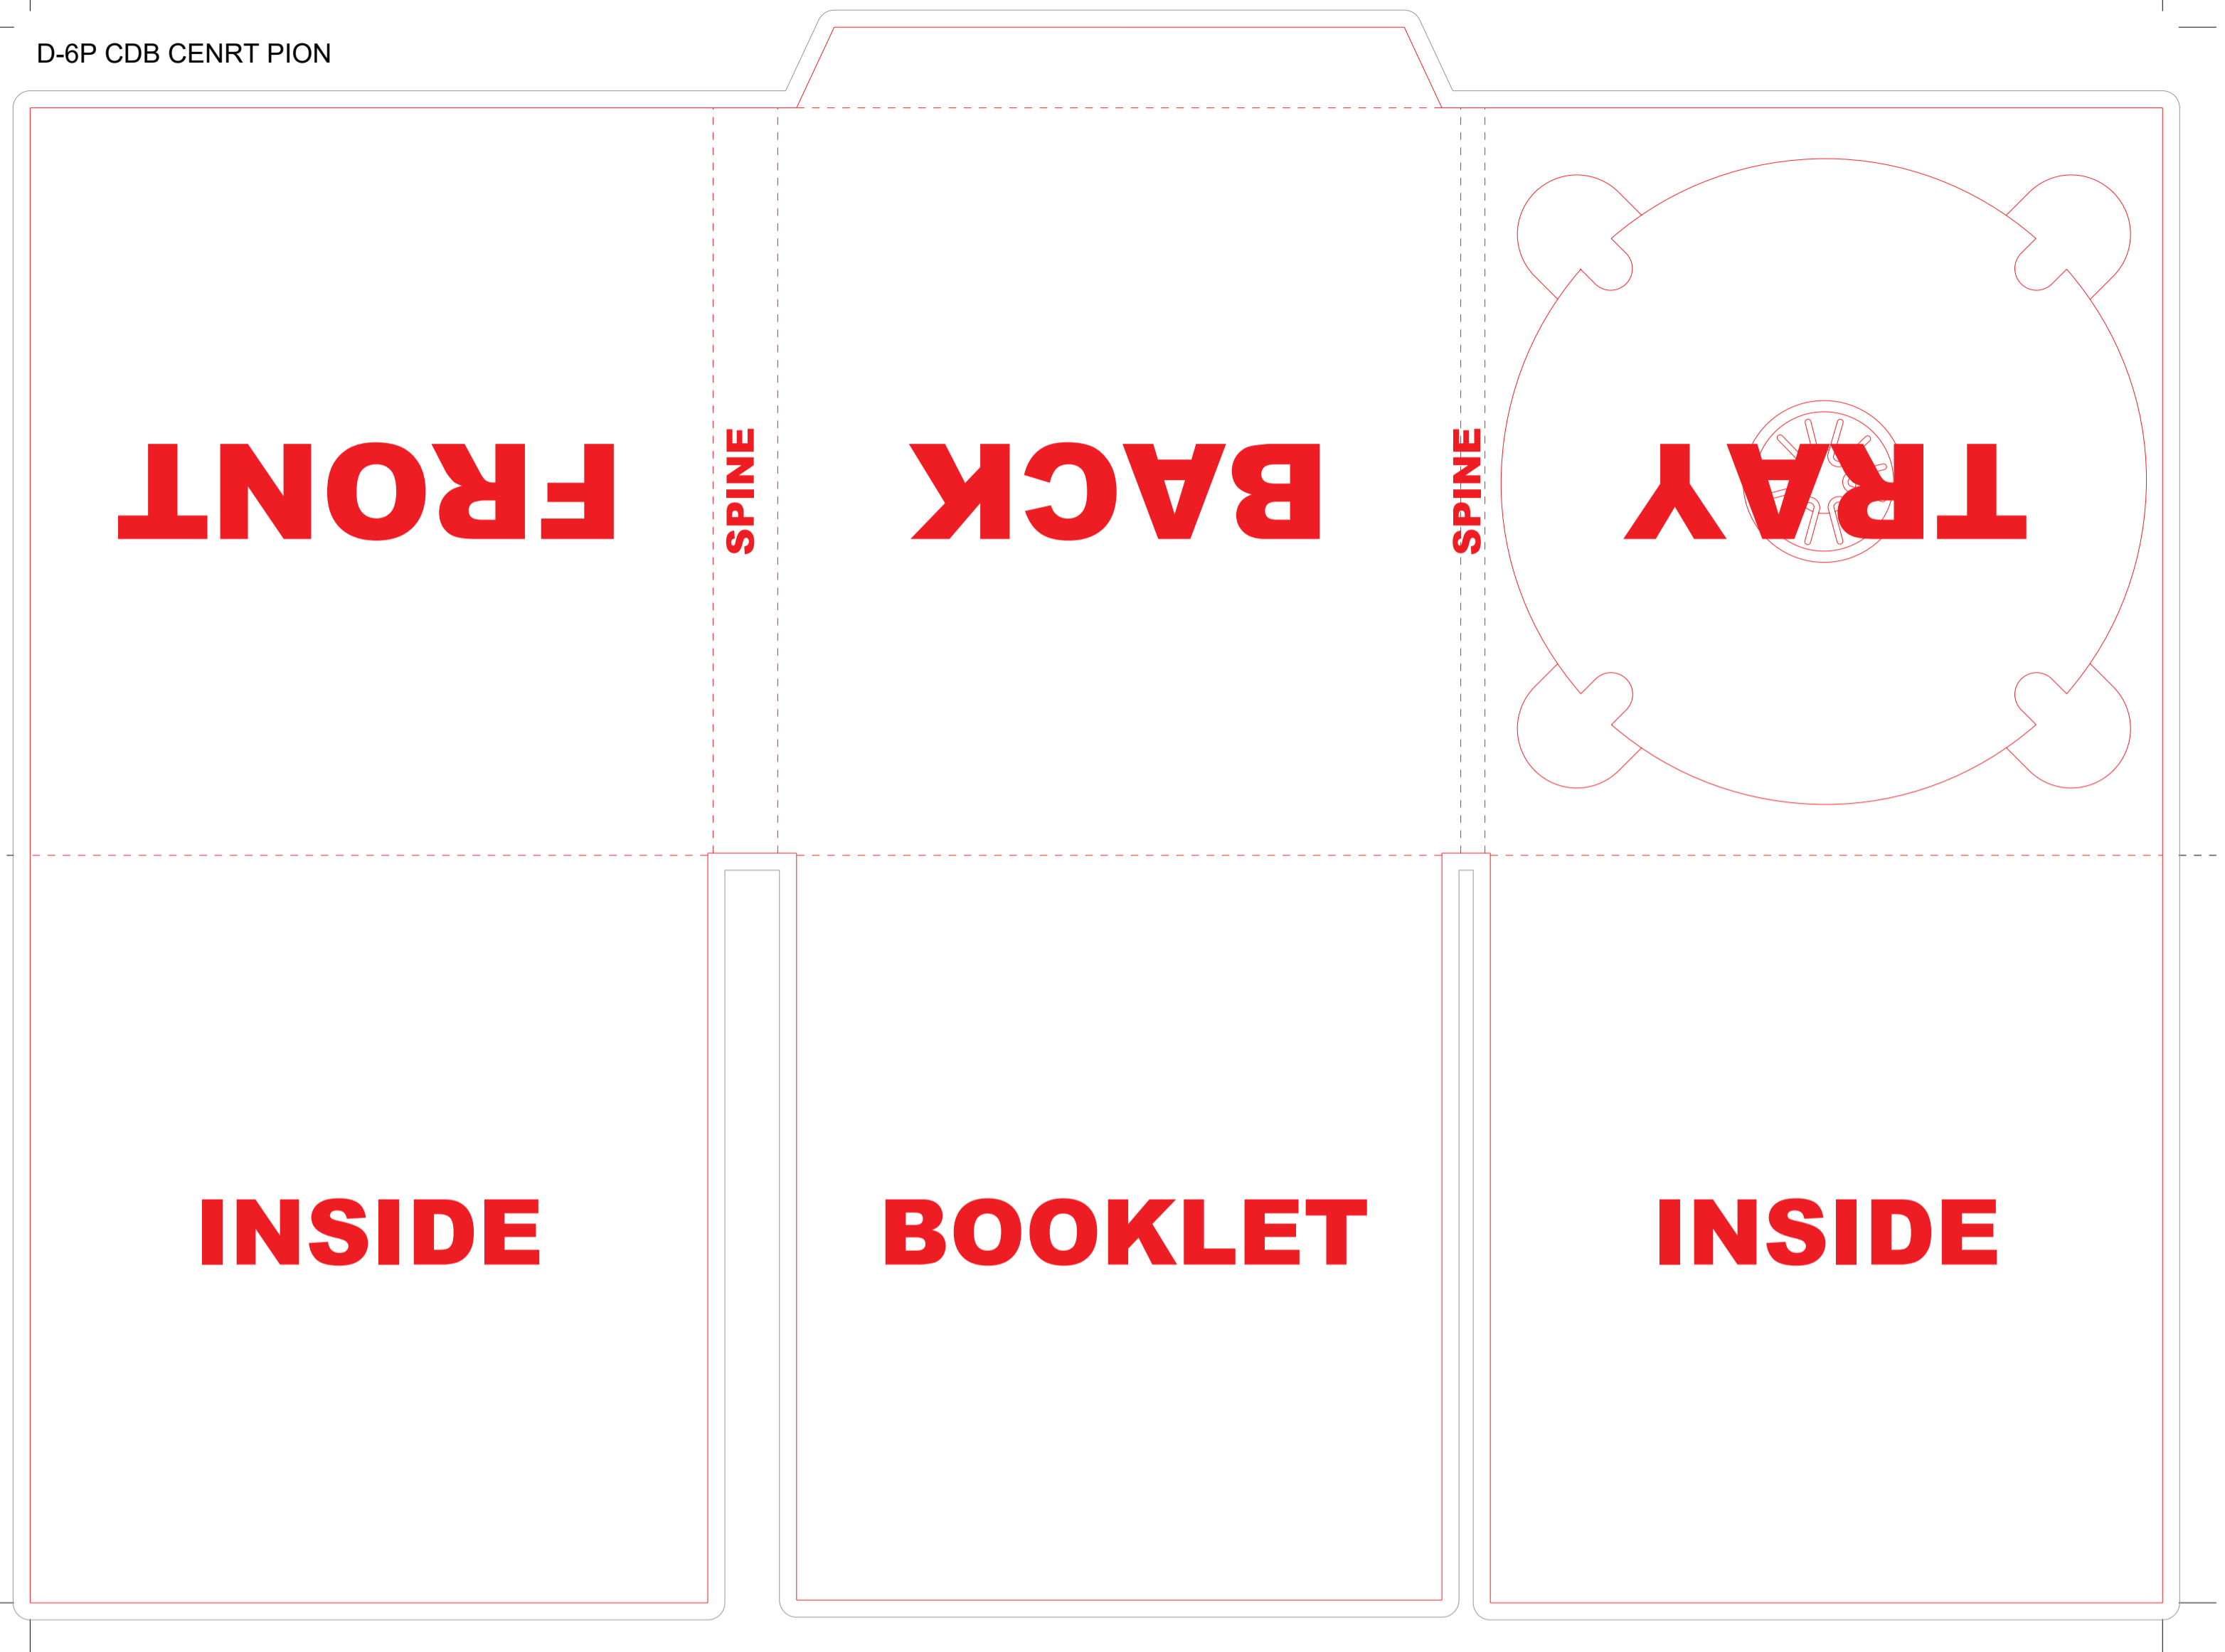 D-6P CDB CENRT PION
FRONT
SPINE
BACK
SPINE
TRAY
INSIDE
BOOKLET
INSIDE